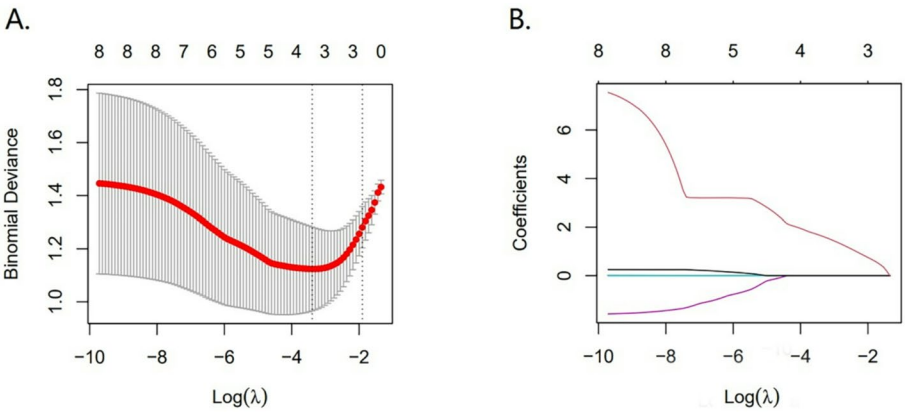 A.
8 8 8 7 6 5 5 4 3 3 0
1.8
1.6
1.4
1.2
1.0
Binomial Deviance
−10 −8 −6 −4 −2
Log(λ)
B.
8 8 5 4 3
6
4
2
0
Coefficients
−10 −8 −6 −4 −2
Log(λ)